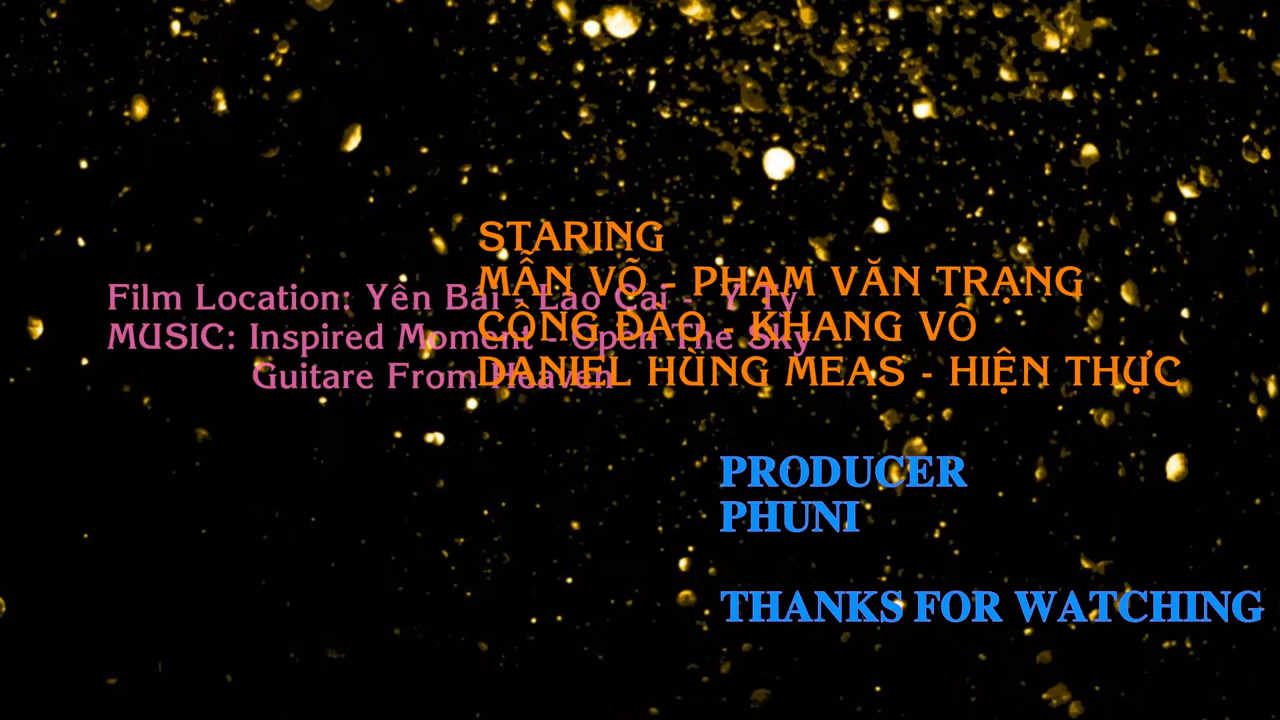 STARING
MẪN VÕ - PHẠM VĂN TRẠNG
CÔNG ĐÀO - KHANG VÕ
DANIEL HÙNG MEAS - HIỆN THỰC
Film Location: Yên Bái - Lào Cai - Y Tý
MUSIC: Inspired Moment - Open The Sky
Guitare From Heaven
PRODUCER
PHUNI
THANKS FOR WATCHING